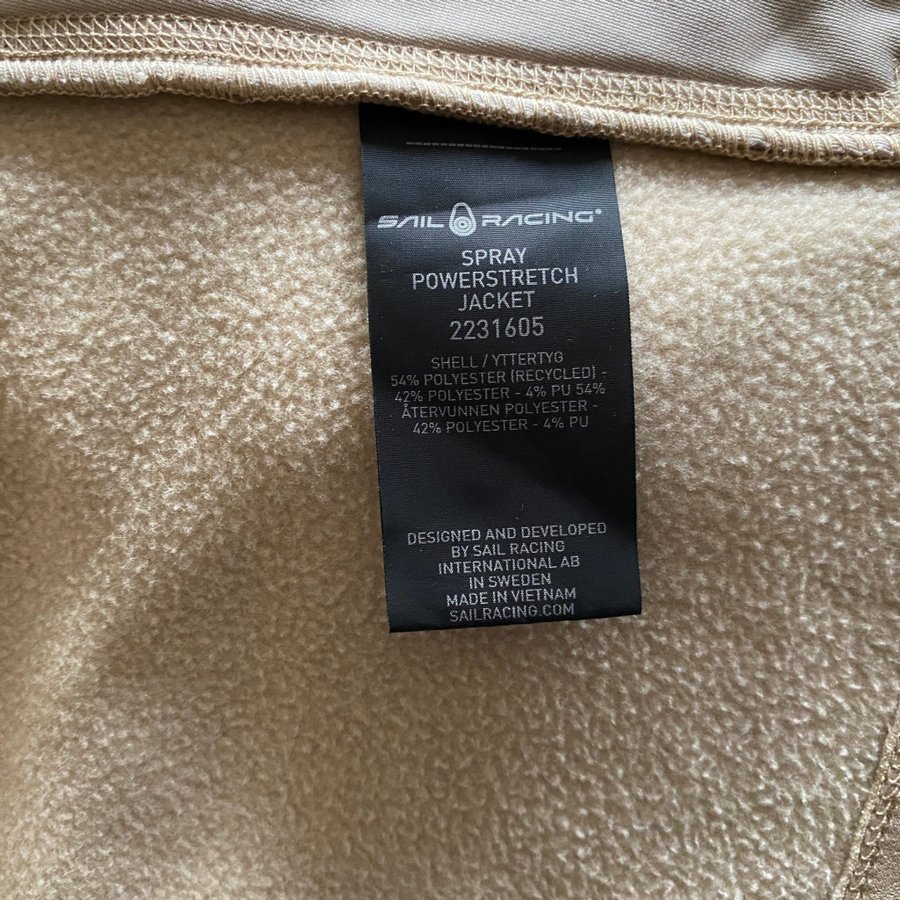 SAIL RACING®
SPRAY
POWERSTRETCH
JACKET
2231605
SHELL / YTTERTYG
54% POLYESTER (RECYCLED) -
42% POLYESTER - 4% PU 54%
ÅTERVUNNEN POLYESTER -
42% POLYESTER - 4% PU
DESIGNED AND DEVELOPED
BY SAIL RACING
INTERNATIONAL AB
IN SWEDEN
MADE IN VIETNAM
SAILRACING.COM